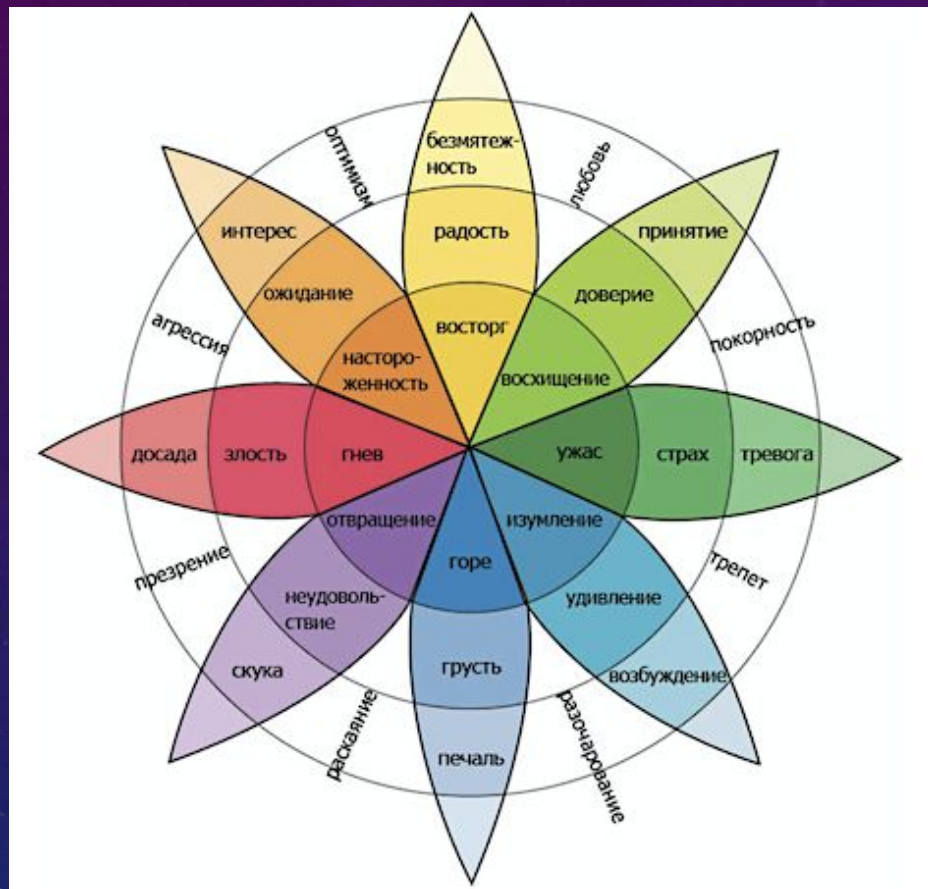 оптимизм
безмятеж-
ность
любовь
интерес
радость
принятие
ожидание
доверие
агрессия
восторг
покорность
насторо-
женность
восхищение
досада
злость
гнев
ужас
страх
тревога
отвращение
изумление
презрение
горе
трепет
неудоволь-
ствие
удивление
скука
грусть
возбуждение
раскаяние
разочарование
печаль